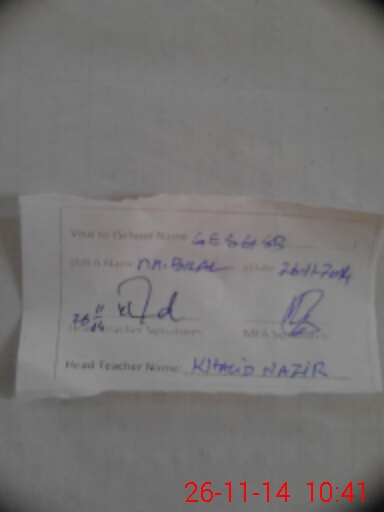 Visit to (School Name
(MEA Name M A. BILAL Date 26-11-2014
26 11 14
Head Teacher Signature MEA Signature
Head Teacher Name: KHALID NAZIR
26-11-14 10:41